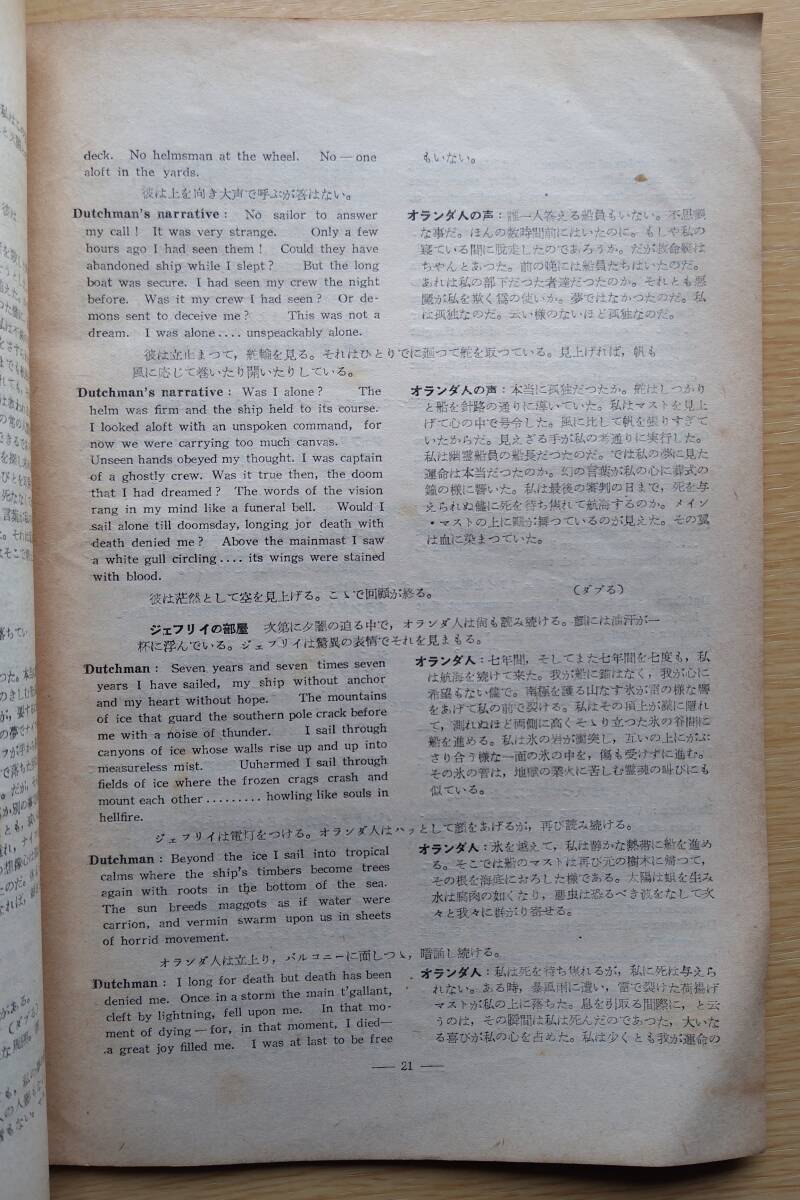 deck. No helmsman at the wheel. No—one
aloft in the yards.
もいない。
彼は上を向き大声で呼ぶが答はない。
Dutchman's narrative: No sailor to answer
my call! It was very strange. Only a few
hours ago I had seen them! Could they have
abandoned ship while I slept? But the long
boat was secure. I had seen my crew the night
before. Was it my crew I had seen? Or de-
mons sent to deceive me? This was not a
dream. I was alone.... unspeackably alone.
オランダ人の声:誰一人答える船員もいない。不思議
な事だ。ほんの数時間前にはいたのに。もしや私の
寝ている間に脱走したのであろうか。だが救命艇は
ちやんとあつた。前の晩には船員たちはいたのだ。
あれは私の部下だつた者達だつたのか。それとも悪
魔が私を欺く為の使いか。夢ではなかつたのだ。私
は孤独なのだ。云い様のないほど孤独なのだ。
彼は立止まつて,舵輪を見る。それはひとりでに廻つて舵を取つている。見上げれば,帆も
風に応じて巻いたり開いたりしている。
Dutchman's narrative: Was I alone? The
helm was firm and the ship held to its course.
I looked aloft with an unspoken command, for
now we were carrying too much canvas.
Unseen hands obeyed my thought. I was captain
of a ghostly crew. Was it true then, the doom
that I had dreamed? The words of the vision
rang in my mind like a funeral bell. Would I
sail alone till doomsday, longing jor death with
death denied me? Above the mainmast I saw
a white gull circling.... its wings were stained
with blood.
オランダ人の声:本当に孤独だつたか。舵はしつかり
と船を針路の通りに導いていた。私はマストを見上
げて心の中で号令した。風に比して帆を張りすぎて
いたからだ。見えざる手が私の考通りに実行した。
私は幽霊船員の船長だつたのだ。では私の夢に見た
運命は本当だつたのか。幻の言葉が私の心に葬式の
鐘の様に響いた。私は最後の審判の日まで,死を与
えられぬ儘に死を待ち焦れて航海するのか。メイン
・マストの上に鷗が舞つているのが見えた。その翼
は血に染まつていた。
彼は茫然として空を見上げる。こゝで回顧が終る。 (ダブる)
ジェフリイの部屋 次第に夕闇の迫る中で,オランダ人は尚も読み続ける。顔には油汗が一
杯に浮んでいる。ジェフリイは驚異の表情でそれを見まもる。
Dutchman: Seven years and seven times seven
years I have sailed, my ship without anchor
and my heart without hope. The mountains
of ice that guard the southern pole crack before
me with a noise of thunder. I sail through
canyons of ice whose walls rise up and up into
measureless mist. Uuharmed I sail through
fields of ice where the frozen crags crash and
mount each other......... howling like souls in
hellfire.
オランダ人:七年間,そしてまた七年間を七度も,私
は航海を続けて来た。我が船に錨はなく,我が心に
希望もない儘で。南極を護る山なす氷が雷の様な響
をあげて私の前で裂ける。私はその頂上が霧に隠れ
て,測れぬほど両側に高くそゝり立つた氷の谷間に
船を進める。私は氷の岩が衝突し,互いの上にかぶ
さり合う様な一面の氷の中を,傷も受けずに進む。
その氷の音は,地獄の業火に苦しむ霊魂の叫びにも
似ている。
ジェフリイは電灯をつける。オランダ人はハッとして顔をあげるが,再び読み続ける。
Dutchman: Beyond the ice I sail into tropical
calms where the ship's timbers become trees
again with roots in the bottom of the sea.
The sun breeds maggots as if water were
carrion, and vermin swarm upon us in sheets
of horrid movement.
オランダ人:氷を越えて,私は静かな熱帯に船を進め
る。そこでは船のマストは再び元の樹木に帰つて,
その根を海底におろした様である。太陽は蛆を生み
水は腐肉の如くなり,悪虫は恐るべき波をなして次
々と我々に群がり寄せる。
オランダ人は立上り,バルコニーに面しつゝ,暗誦し続ける。
Dutchman: I long for death but death has been
denied me. Once in a storm the main t'gallant,
cleft by lightning, fell upon me. In that mo-
ment of dying—for, in that moment, I died—
a great joy filled me. I was at last to be free
オランダ人:私は死を待ち焦れるが,私に死は与えら
れない。ある時,暴風雨に遭い,雷で裂けた荷揚げ
マストが私の上に落ちた。息を引取る間際に,と云
うのは,その瞬間は私は死んだのであつた,大いな
る喜びが私の心を占めた。私は少くとも我が運命の
— 21 —